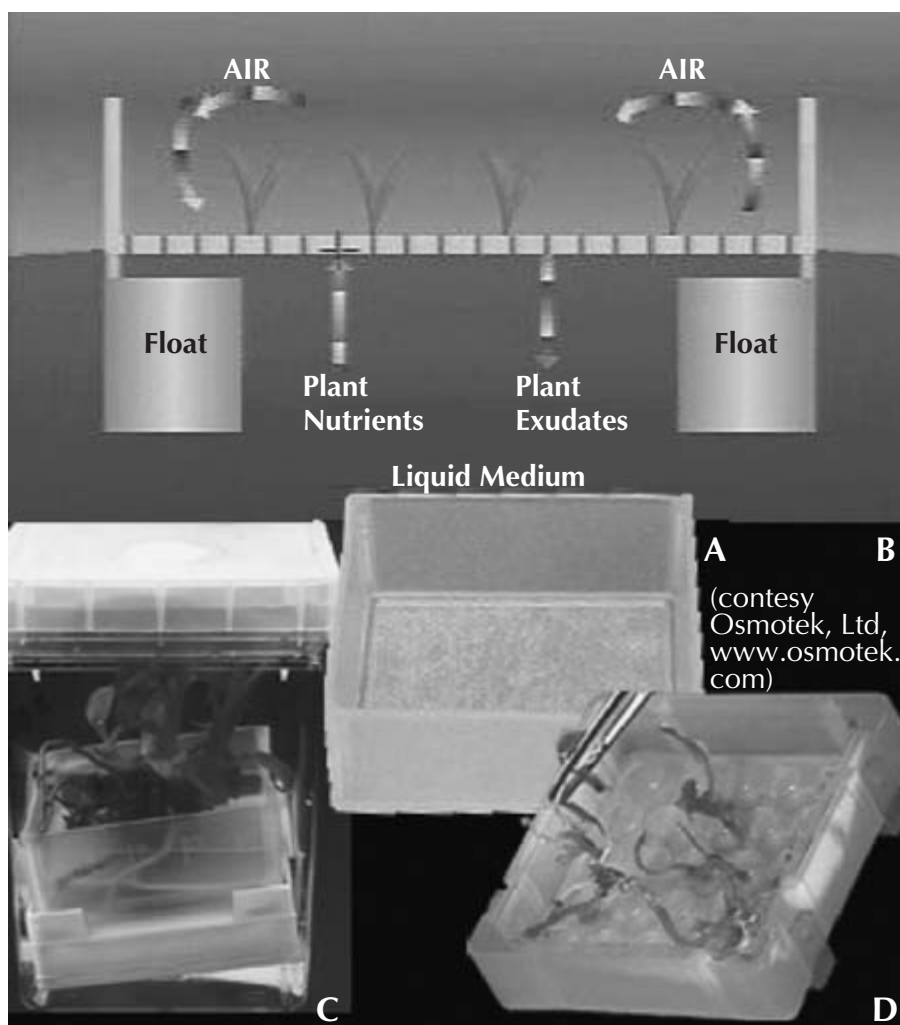 AIR AIR
Float Float
Plant
Nutrients
Plant
Exudates
Liquid Medium
A B
(contesy
Osmotek, Ltd,
www.osmotek.
com)
C D